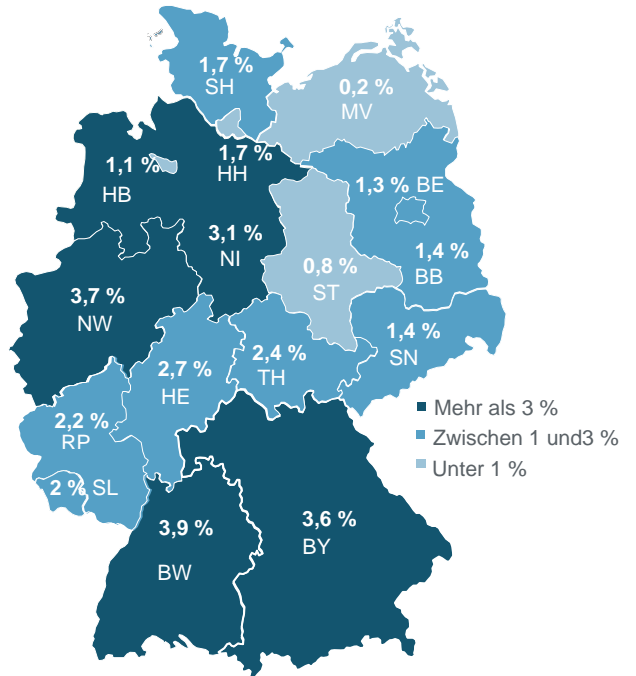 1,7 %
SH
0,2 %
MV
1,7 %
HH
1,1 %
HB
1,3 % BE
3,1 %
NI
1,4 %
BB
0,8 %
ST
3,7 %
NW
1,4 %
SN
2,7 %
HE
2,4 %
TH
2,2 %
RP
2 % SL
3,9 %
BW
3,6 %
BY
Mehr als 3 %
Zwischen 1 und3 %
Unter 1 %